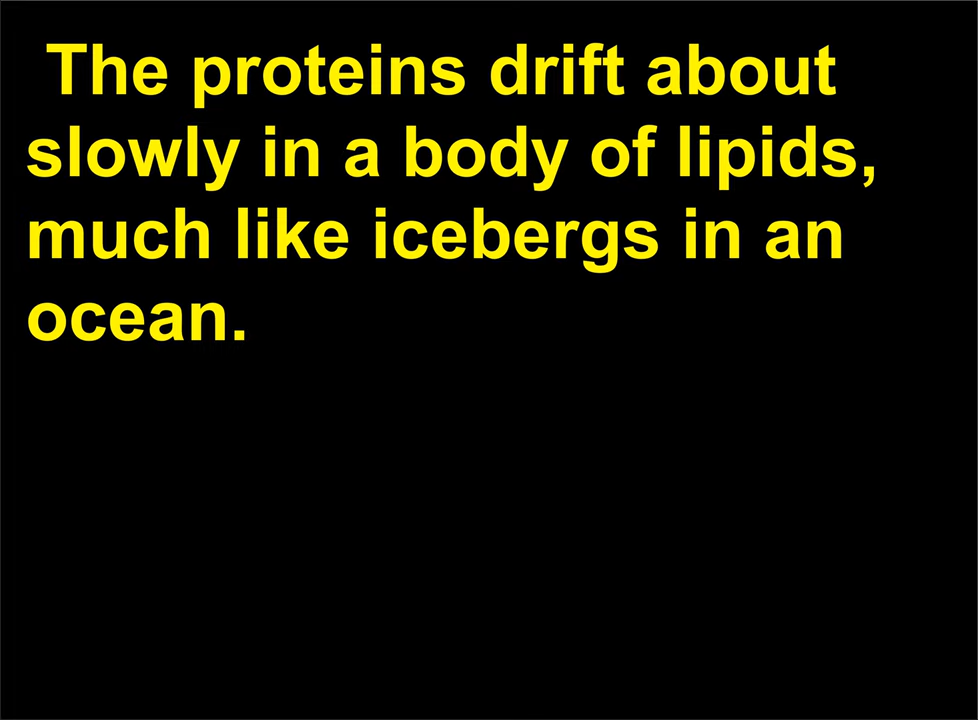 The proteins drift about
slowly in a body of lipids,
much like icebergs in an
ocean.